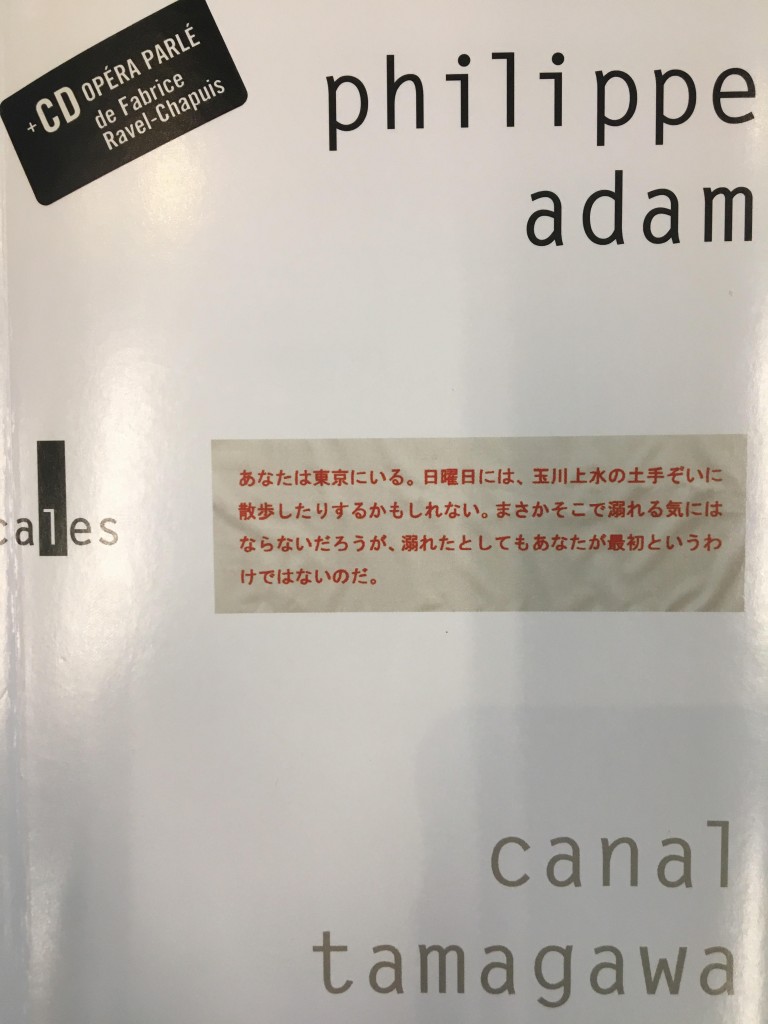 +CD OPÉRA PARLÉ
de Fabrice
Ravel-Chapuis
philippe
adam
あなたは東京にいる。日曜日には、玉川上水の土手ぞいに
散歩したりするかもしれない。まさかそこで溺れる気には
ならないだろうが、溺れたとしてもあなたが最初というわ
けではないのだ。
cales
canal
tamagawa